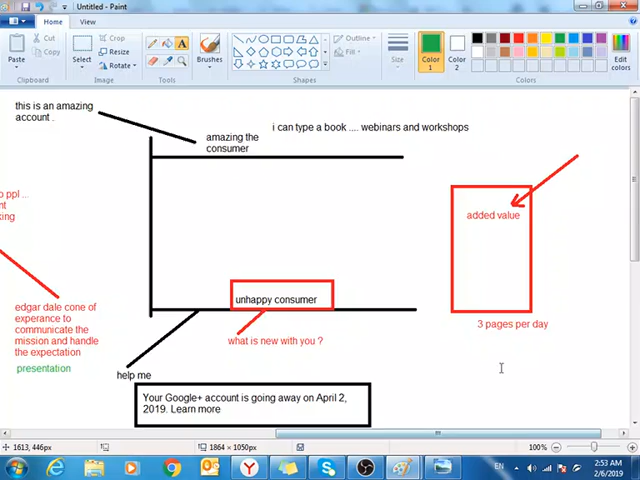 Untitled - Paint
Home
View
Paste
Cut
Copy
Clipboard
Select
Crop
Resize
Rotate
Image
A
Tools
Brushes
Shapes
Outline
Fill
Size
Color 1
Color 2
Colors
Edit colors
this is an amazing
account .
amazing the
consumer
i can type a book .... webinars and workshops
o ppl ...
nt
king
added value
unhappy consumer
edgar dale cone of
experance to
communicate the
mission and handle
the expectation
what is new with you ?
3 pages per day
presentation
help me
Your Google+ account is going away on April 2,
2019. Learn more
1613, 446px
1864 × 1050px
100%
EN
2:53 AM
2/6/2019